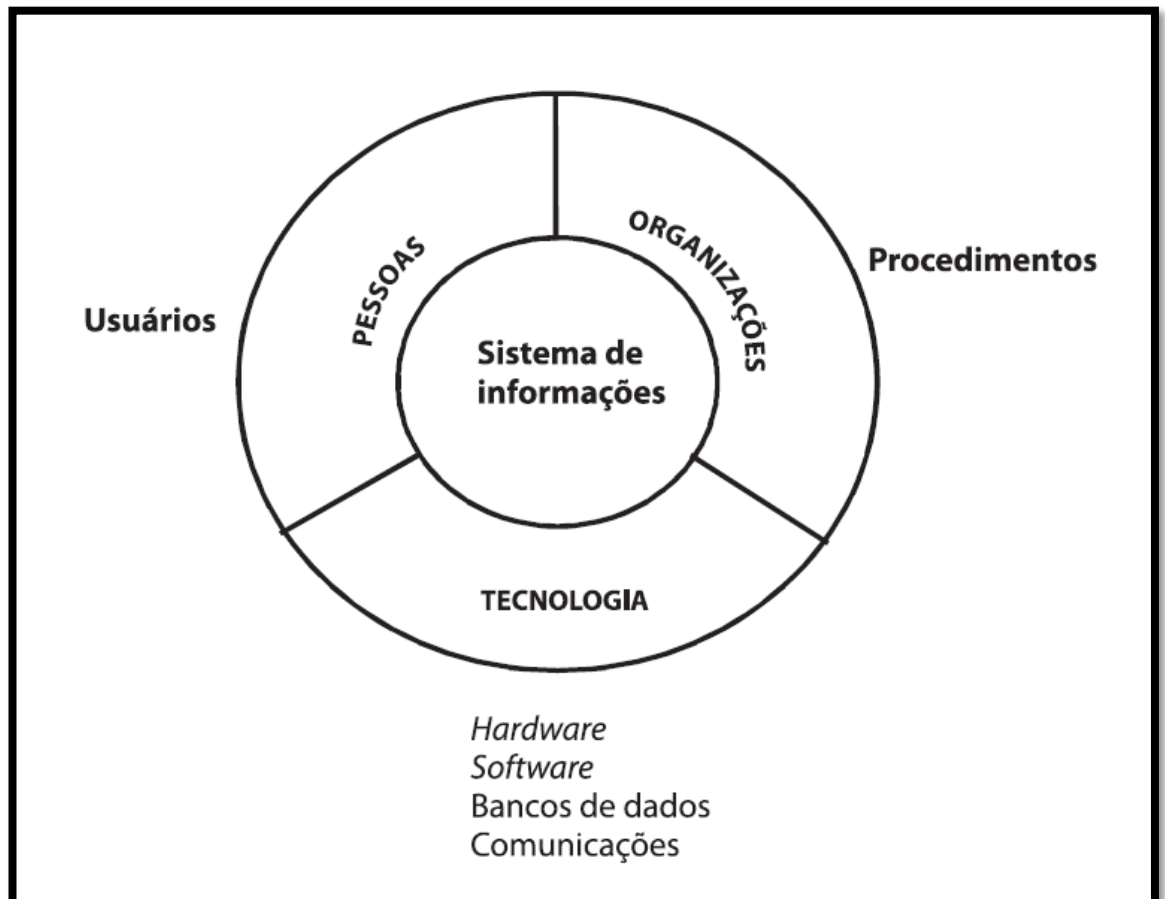 ORGANIZAÇÕES
Procedimentos
PESSOAS
Usuários
Sistema de
informações
TECNOLOGIA
Hardware
Software
Bancos de dados
Comunicações